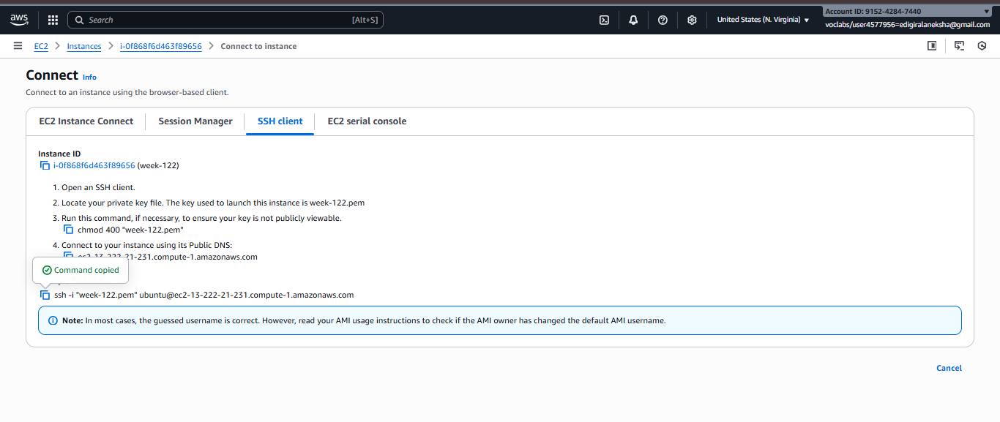 aws
Search [Alt+S]
United States (N. Virginia)
Account ID: 9152-4284-7440
voclabs/user4577956=edigiralaneksha@gmail.com
EC2 > Instances > i-0f868f6d463f89656 > Connect to instance
Connect Info
Connect to an instance using the browser-based client.
EC2 Instance Connect Session Manager SSH client EC2 serial console
Instance ID
i-0f868f6d463f89656 (week-122)
1. Open an SSH client.
2. Locate your private key file. The key used to launch this instance is week-122.pem
3. Run this command, if necessary, to ensure your key is not publicly viewable.
chmod 400 "week-122.pem"
4. Connect to your instance using its Public DNS:
ec2-13-222-21-231.compute-1.amazonaws.com
Command copied
ssh -i "week-122.pem" ubuntu@ec2-13-222-21-231.compute-1.amazonaws.com
Note: In most cases, the guessed username is correct. However, read your AMI usage instructions to check if the AMI owner has changed the default AMI username.
Cancel